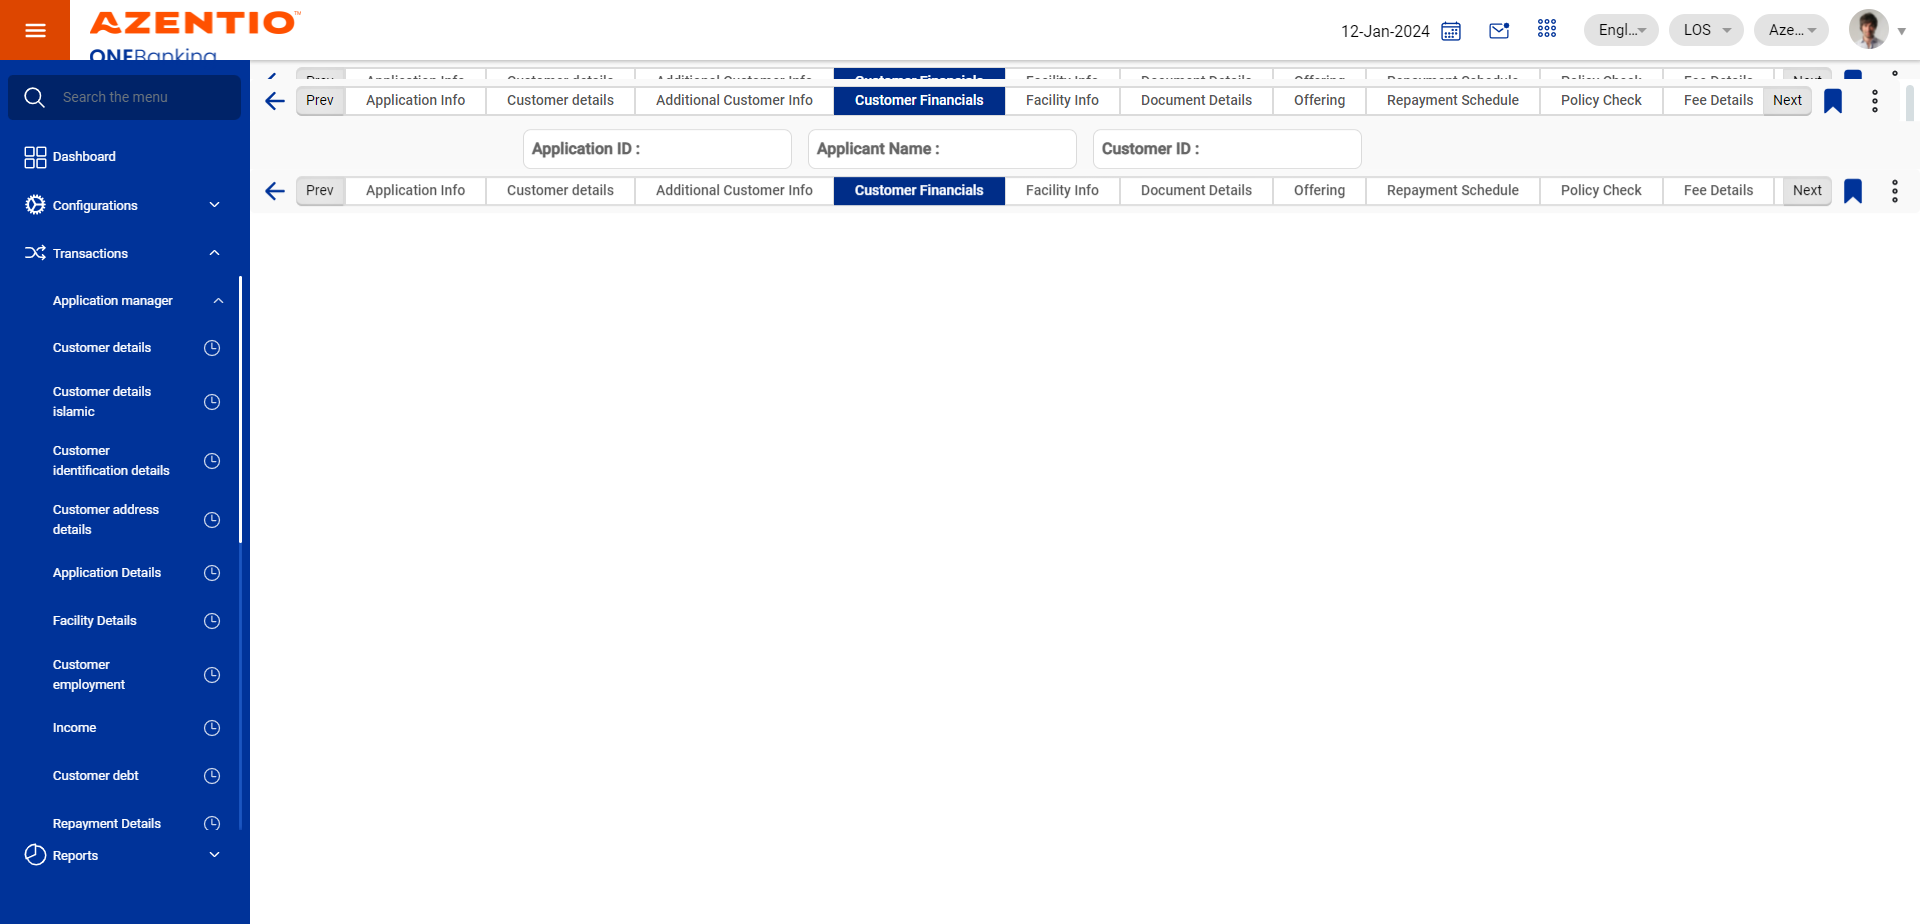 AZENTIO™
ONEBanking
12-Jan-2024
Engl...
LOS
Aze...
Search the menu
Dashboard
Configurations
Transactions
Application manager
Customer details
Customer details
islamic
Customer
identification details
Customer address
details
Application Details
Facility Details
Customer
employment
Income
Customer debt
Repayment Details
Reports
Prev Application Info Customer details Additional Customer Info Customer Financials Facility Info Document Details Offering Repayment Schedule Policy Check Fee Details Next
Prev Application Info Customer details Additional Customer Info Customer Financials Facility Info Document Details Offering Repayment Schedule Policy Check Fee Details Next
Application ID : Applicant Name : Customer ID :
Prev Application Info Customer details Additional Customer Info Customer Financials Facility Info Document Details Offering Repayment Schedule Policy Check Fee Details Next